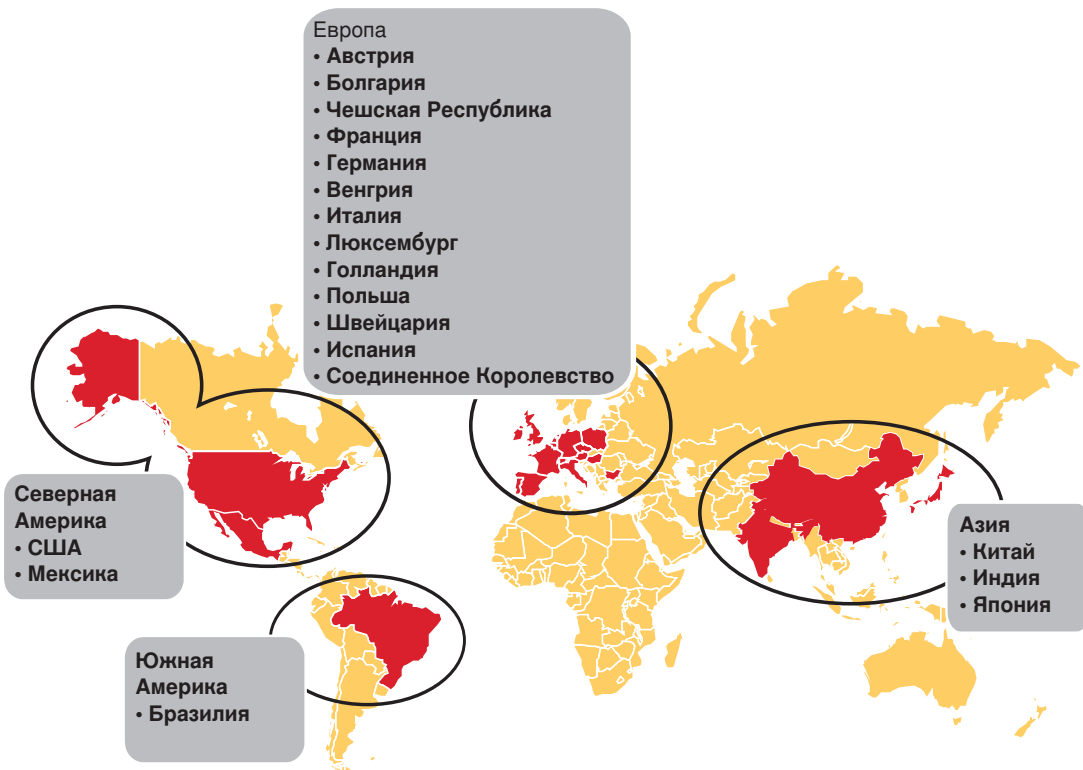 Европа
• Австрия
• Болгария
• Чешская Республика
• Франция
• Германия
• Венгрия
• Италия
• Люксембург
• Голландия
• Польша
• Швейцария
• Испания
• Соединенное Королевство
Северная
Америка
• США
• Мексика
Южная
Америка
• Бразилия
Азия
• Китай
• Индия
• Япония